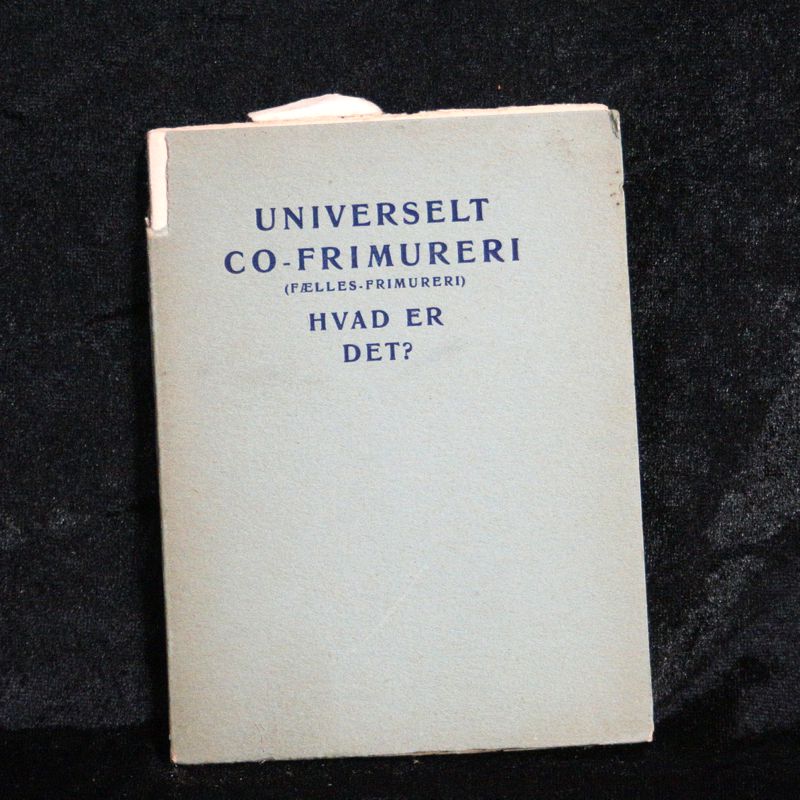 UNIVERSELT
CO-FRIMURERI
(FÆLLES-FRIMURERI)
HVAD ER
DET?